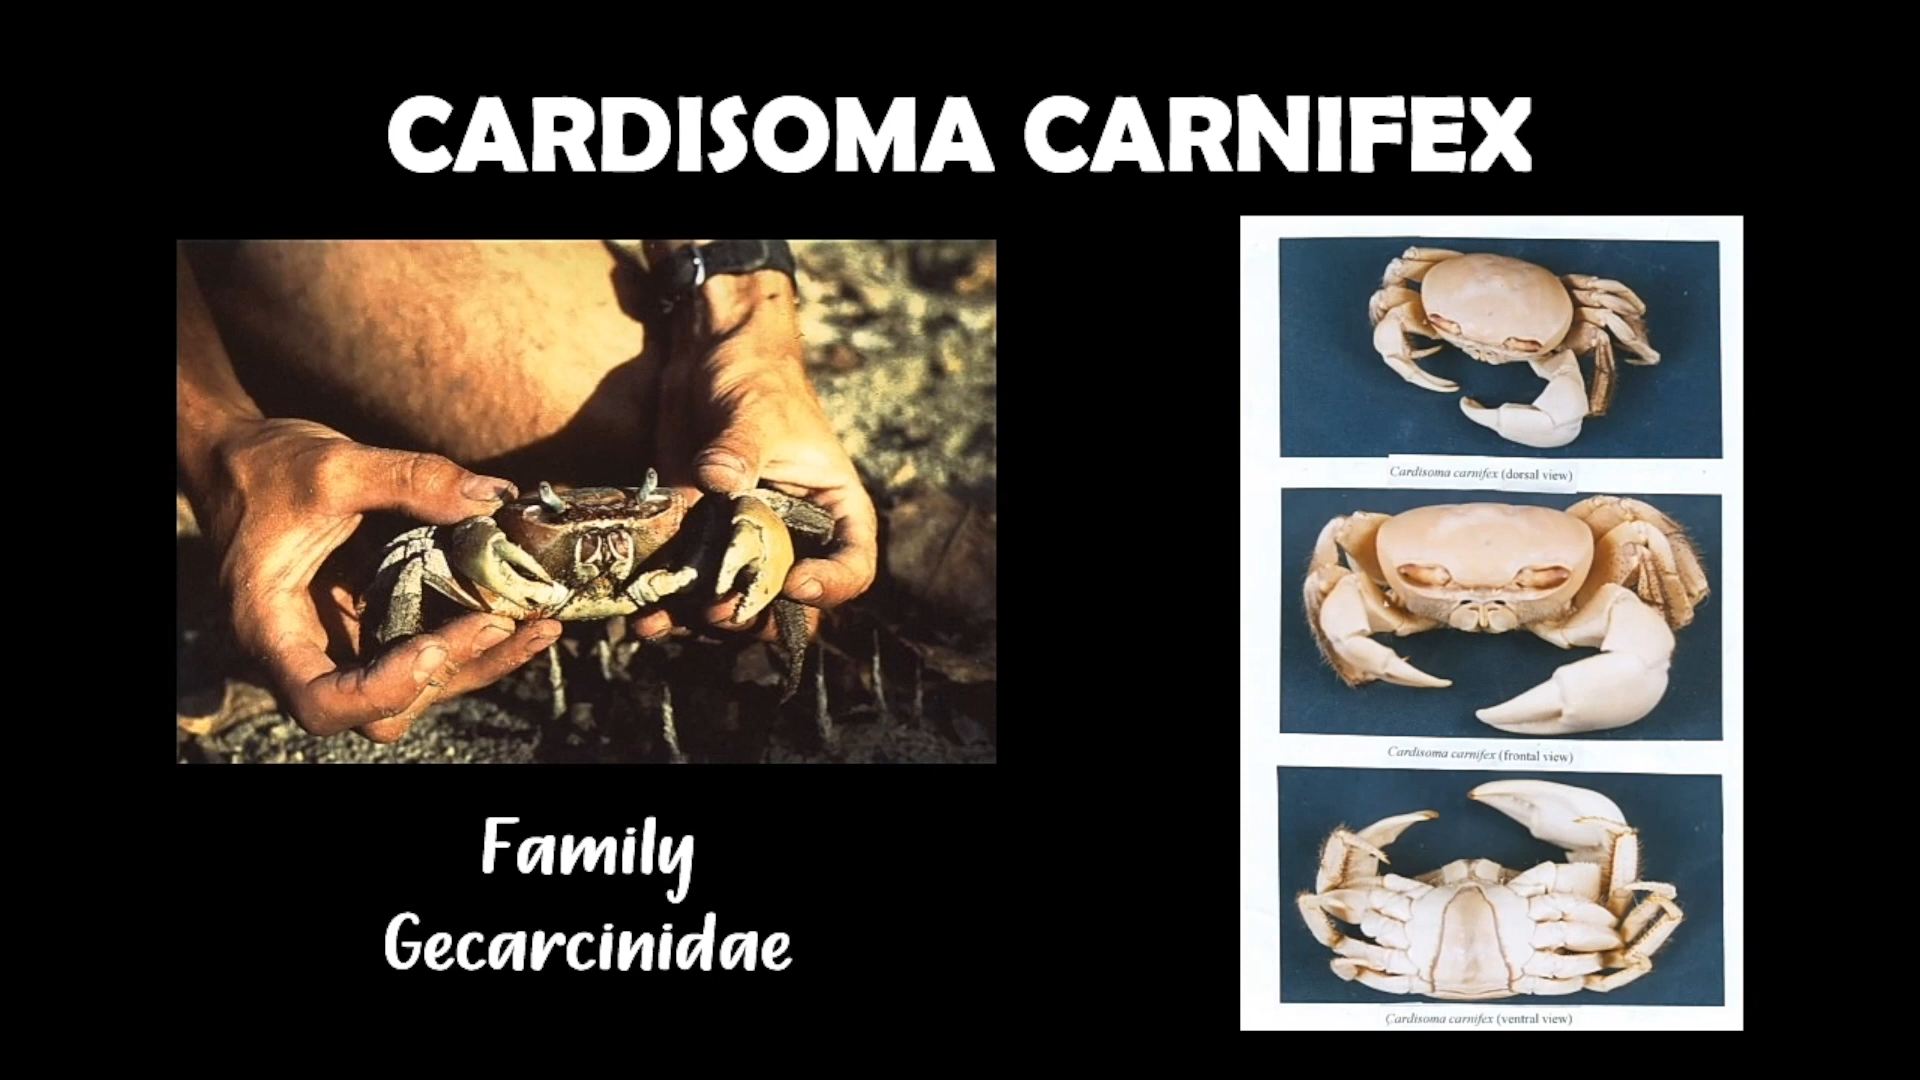 CARDISOMA CARNIFEX
Family
Gecarcinidae
Cardisoma carnifex (dorsal view)
Cardisoma carnifex (frontal view)
Cardisoma carnifex (ventral view)